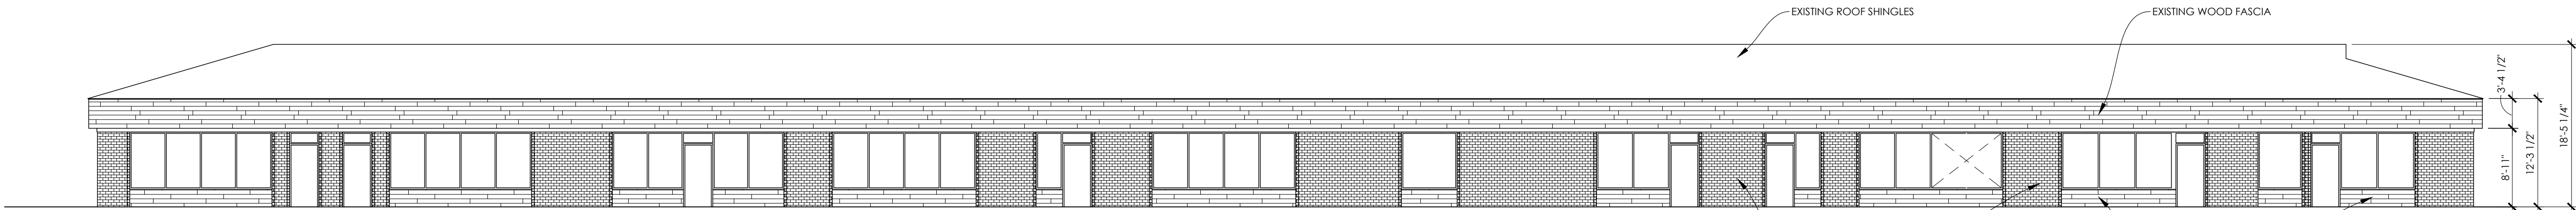 EXISTING ROOF SHINGLES
EXISTING WOOD FASCIA
3'-4 1/2"
8'-11"
12'-3 1/2"
18'-5 1/4"